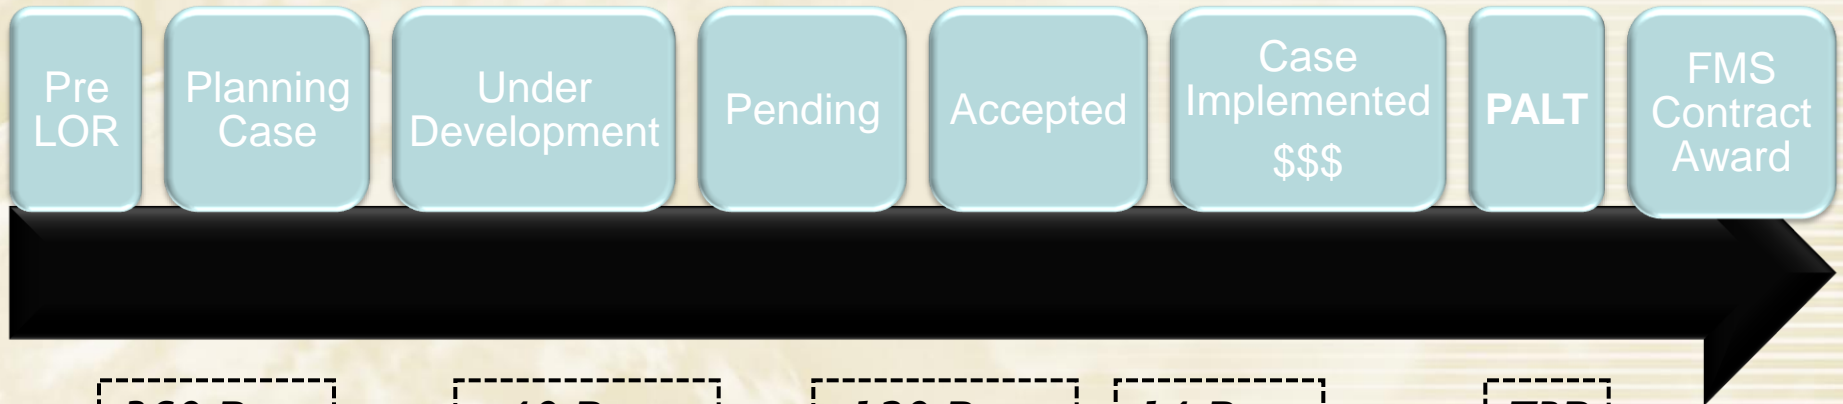 Pre
LOR
Planning
Case
Under
Development
Pending
Accepted
Case
Implemented
$$$
PALT
FMS
Contract
Award